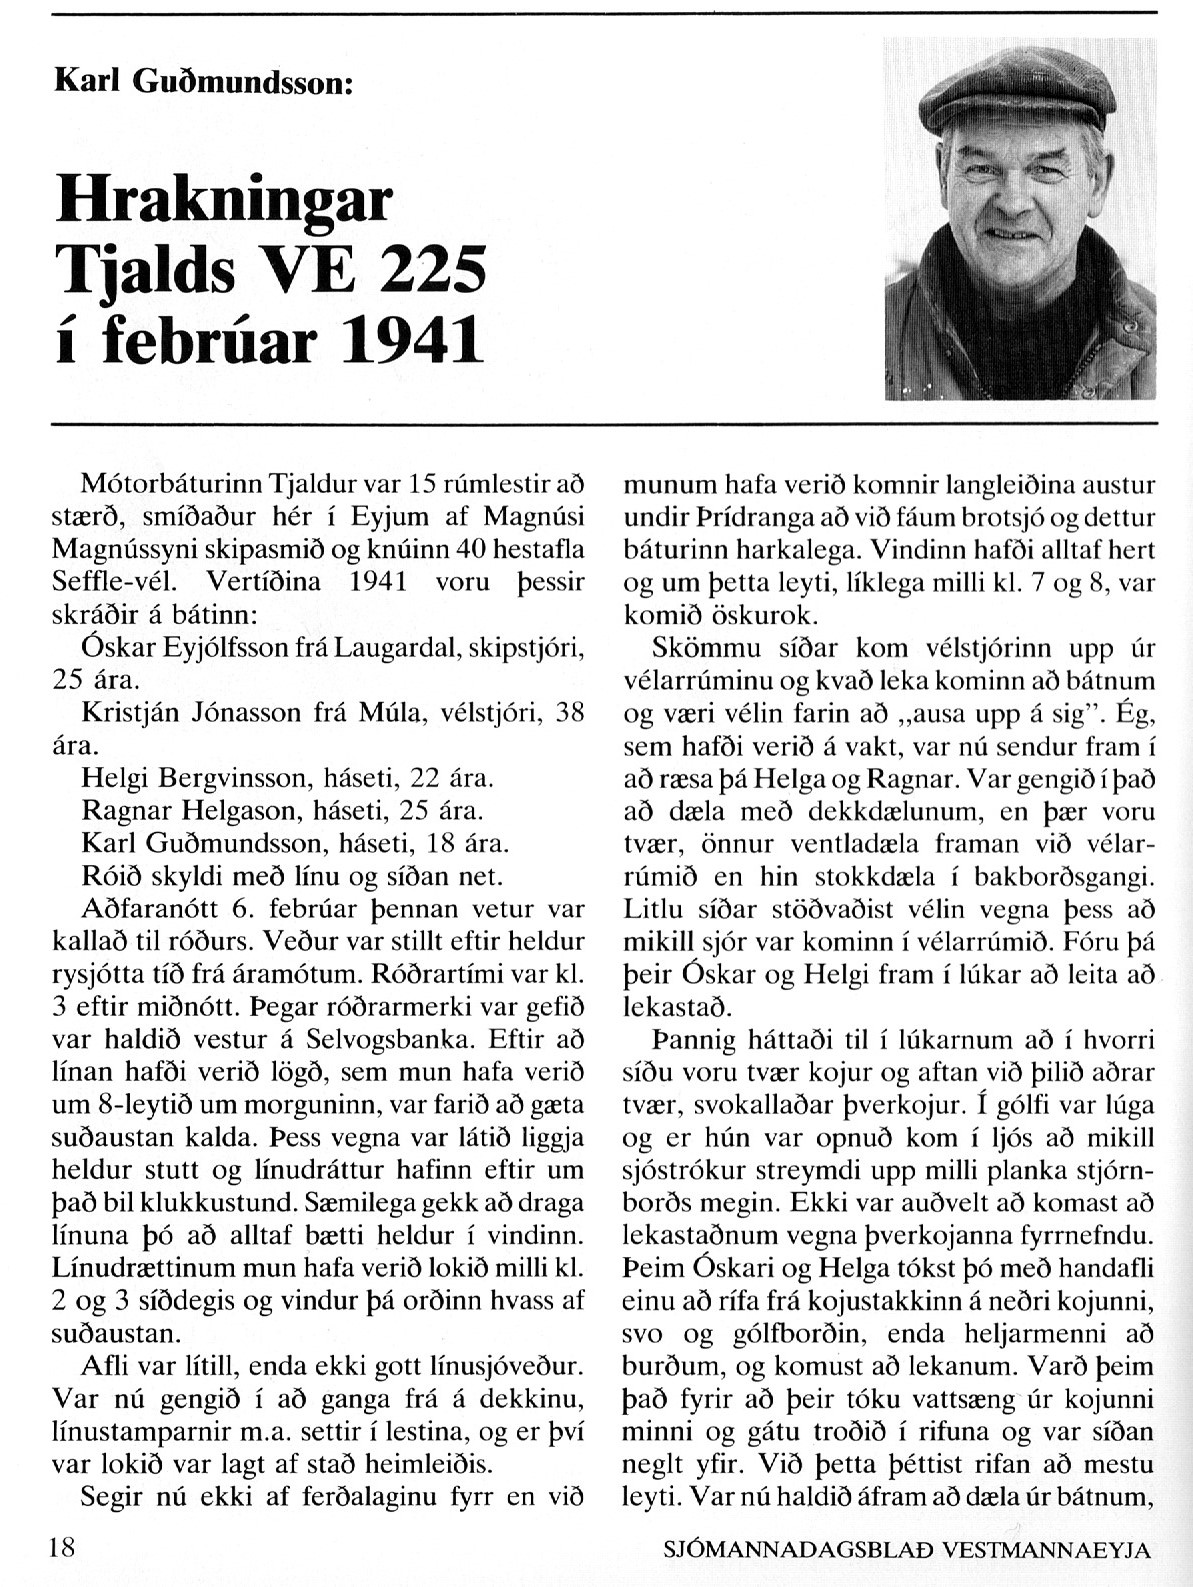 Karl Guðmundsson:
Hrakningar
Tjalds VE 225
í febrúar 1941
Mótorbáturinn Tjaldur var 15 rúmlestir að
stærð, smíðaður hér í Eyjum af Magnúsi
Magnússyni skipasmið og knúinn 40 hestafla
Seffle-vél. Vertíðina 1941 voru þessir
skráðir á bátinn:
Óskar Eyjólfsson frá Laugardal, skipstjóri,
25 ára.
Kristján Jónasson frá Múla, vélstjóri, 38
ára.
Helgi Bergvinsson, háseti, 22 ára.
Ragnar Helgason, háseti, 25 ára.
Karl Guðmundsson, háseti, 18 ára.
Róið skyldi með línu og síðan net.
Aðfaranótt 6. febrúar þennan vetur var
kallað til róðurs. Veður var stillt eftir heldur
rysjótta tíð frá áramótum. Róðrartími var kl.
3 eftir miðnótt. Þegar róðrarmerki var gefið
var haldið vestur á Selvogsbanka. Eftir að
línan hafði verið lögð, sem mun hafa verið
um 8-leytið um morguninn, var farið að gæta
suðaustan kalda. Þess vegna var látið liggja
heldur stutt og línudráttur hafinn eftir um
það bil klukkustund. Sæmilega gekk að draga
línuna þó að alltaf bætti heldur í vindinn.
Línudrættinum mun hafa verið lokið milli kl.
2 og 3 síðdegis og vindur þá orðinn hvass af
suðaustan.
Afli var lítill, enda ekki gott línusjóveður.
Var nú gengið í að ganga frá á dekkinu,
línustamparnir m.a. settir í lestina, og er því
var lokið var lagt af stað heimleiðis.
Segir nú ekki af ferðalaginu fyrr en við
munum hafa verið komnir langleiðina austur
undir Þrídranga að við fáum brotsjó og dettur
báturinn harkalega. Vindinn hafði alltaf hert
og um þetta leyti, líklega milli kl. 7 og 8, var
komið öskurok.
Skömmu síðar kom vélstjórinn upp úr
vélarrúminu og kvað leka kominn að bátnum
og væri vélin farin að „ausa upp á sig”. Ég,
sem hafði verið á vakt, var nú sendur fram í
að ræsa þá Helga og Ragnar. Var gengið í það
að dæla með dekkdælunum, en þær voru
tvær, önnur ventladæla framan við vélar-
rúmið en hin stokkdæla í bakborðsgangi.
Litlu síðar stöðvaðist vélin vegna þess að
mikill sjór var kominn í vélarrúmið. Fóru þá
þeir Óskar og Helgi fram í lúkar að leita að
lekastað.
Þannig háttaði til í lúkarnum að í hvorri
síðu voru tvær kojur og aftan við þilið aðrar
tvær, svokallaðar þverkojur. Í gólfi var lúga
og er hún var opnuð kom í ljós að mikill
sjóstrókur streymdi upp milli planka stjórn-
borðs megin. Ekki var auðvelt að komast að
lekastaðnum vegna þverkojanna fyrrnefndu.
Þeim Óskari og Helga tókst þó með handafli
einu að rífa frá kojustakkinn á neðri kojunni,
svo og gólfborðin, enda heljarmenni að
burðum, og komust að lekanum. Varð þeim
það fyrir að þeir tóku vattsæng úr kojunni
minni og gátu troðið í rifuna og var síðan
neglt yfir. Við þetta þéttist rifan að mestu
leyti. Var nú haldið áfram að dæla úr bátnum,
18
SJÓMANNADAGSBLAÐ VESTMANNAEYJA